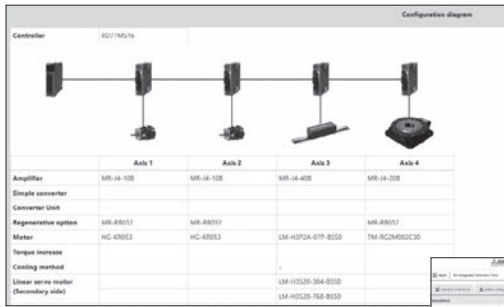 Configuration diagram
Controller RD77MS16
Axis 1 Axis 2 Axis 3 Axis 4
Amplifier MR-J4-10B MR-J4-10B MR-J4-40B MR-J4-20B
Simple converter
Converter Unit
Regenerative option MR-RB032 MR-RB032 MR-RB032
Motor HG-KR053 HG-KR053 LM-H3P2A-07P-BSS0 TM-RG2M002C30
Torque increase
Cooling method -
Linear servo motor LM-H3S20-384-BSS0
(Secondary side) LM-H3S20-768-BSS0